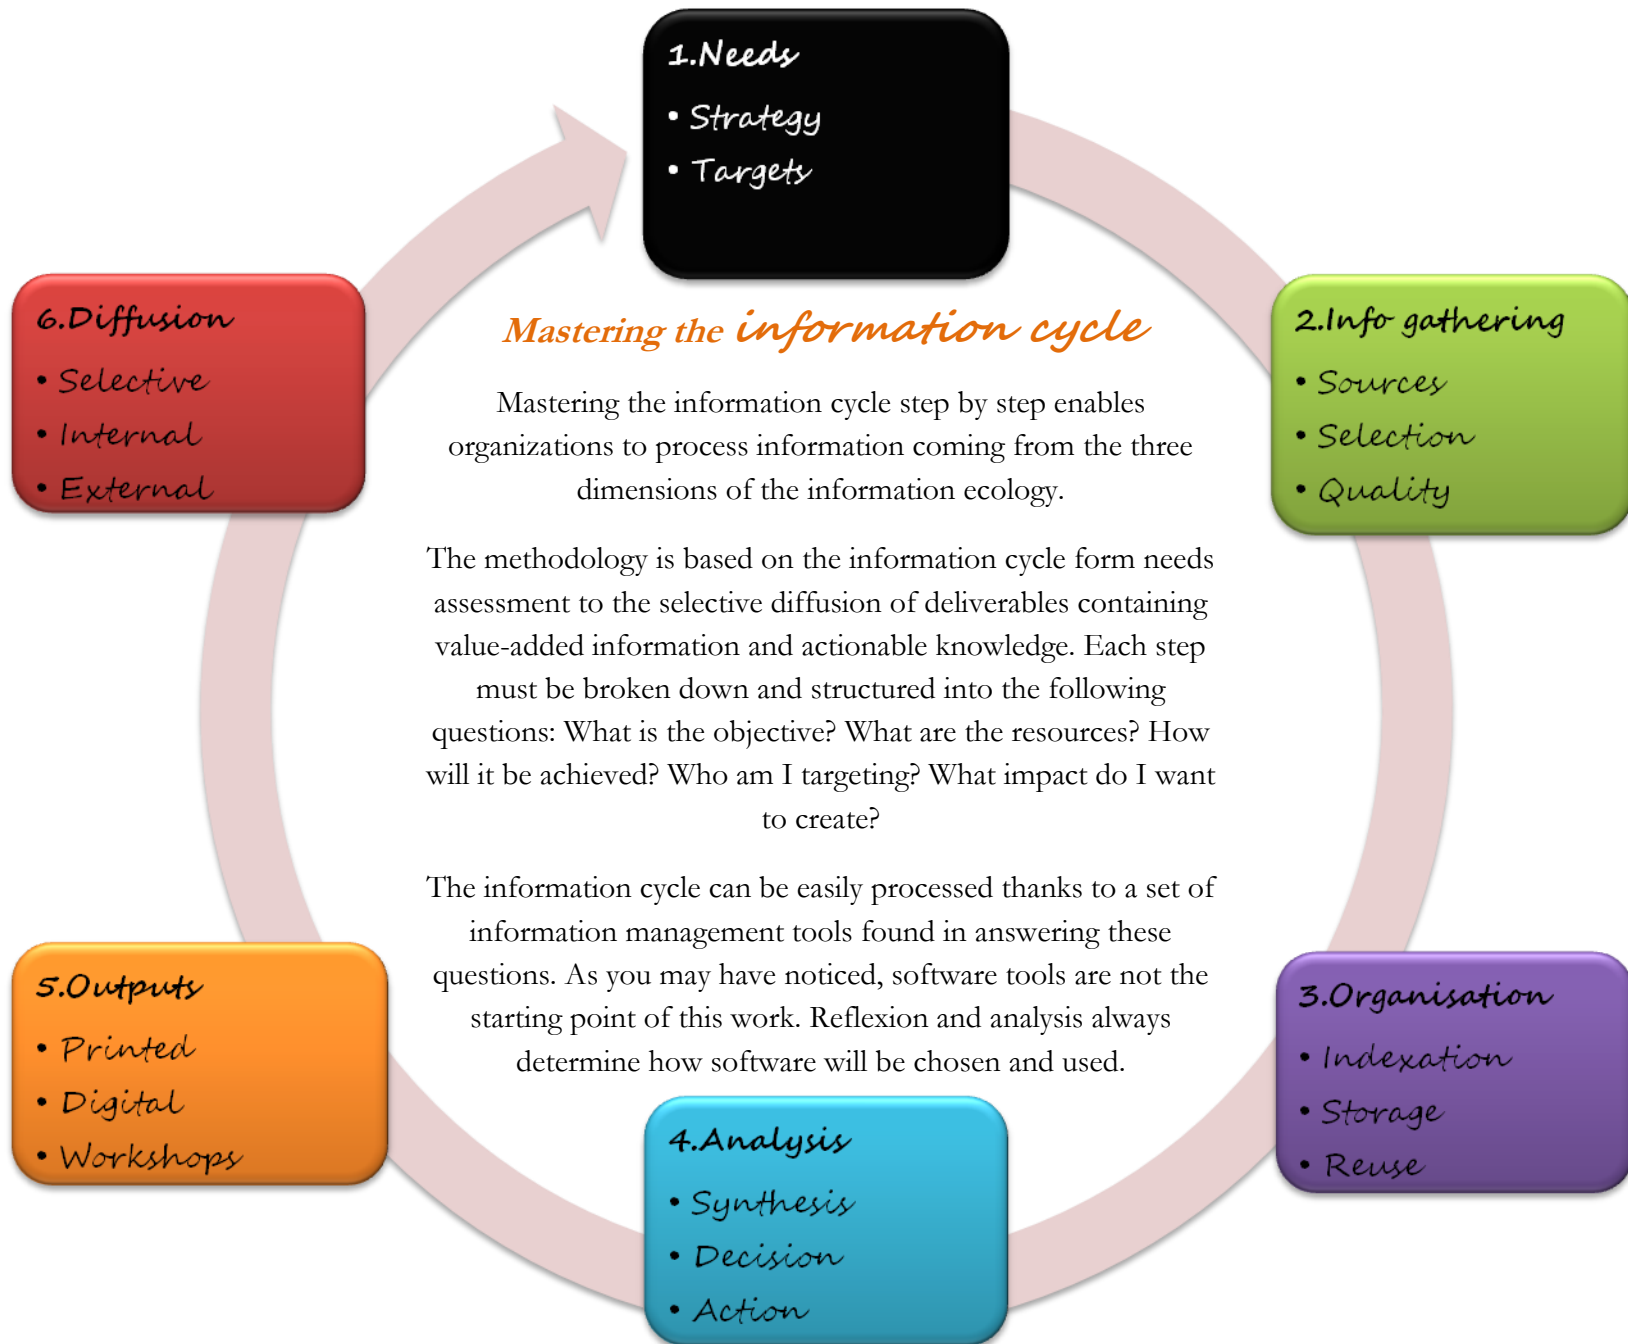 1.Needs
• Strategy
• Targets
2.Info gathering
• Sources
• Selection
• Quality
3.Organisation
• Indexation
• Storage
• Reuse
4.Analysis
• Synthesis
• Decision
• Action
5.Outputs
• Printed
• Digital
• Workshops
6.Diffusion
• Selective
• Internal
• External
Mastering the information cycle
Mastering the information cycle step by step enables
organizations to process information coming from the three
dimensions of the information ecology.
The methodology is based on the information cycle form needs
assessment to the selective diffusion of deliverables containing
value-added information and actionable knowledge. Each step
must be broken down and structured into the following
questions: What is the objective? What are the resources? How
will it be achieved? Who am I targeting? What impact do I want
to create?
The information cycle can be easily processed thanks to a set of
information management tools found in answering these
questions. As you may have noticed, software tools are not the
starting point of this work. Reflexion and analysis always
determine how software will be chosen and used.